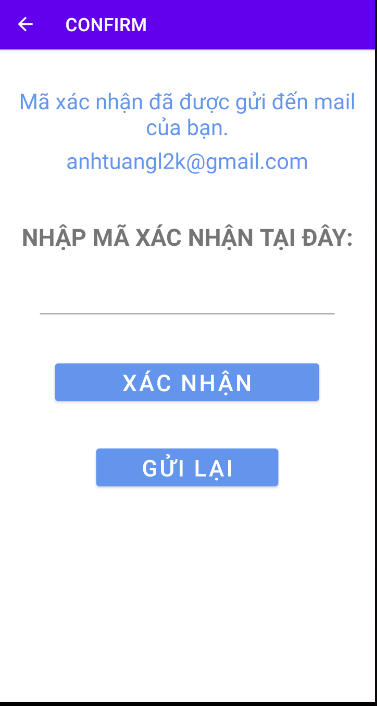 CONFIRM
Mã xác nhận đã được gửi đến mail
của bạn.
anhtuangl2k@gmail.com
NHẬP MÃ XÁC NHẬN TẠI ĐÂY:
XÁC NHẬN
GỬI LẠI